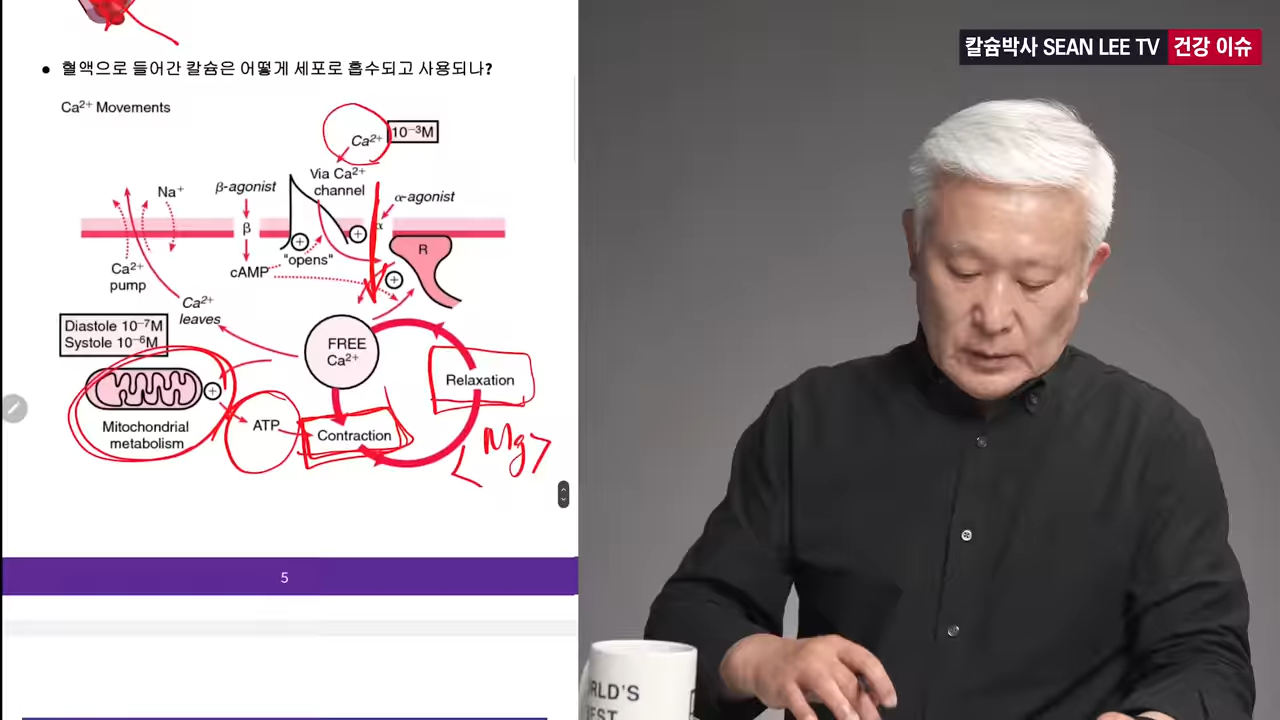 칼슘박사 SEAN LEE TV 건강 이슈
● 혈액으로 들어간 칼슘은 어떻게 세포로 흡수되고 사용되나?
Ca²⁺ Movements
Ca²⁺ 10⁻³M
Via Ca²⁺
channel
Na⁺
β-agonist
α-agonist
β
α
+
+
R
"opens"
cAMP
+
Ca²⁺
pump
Ca²⁺
leaves
Diastole 10⁻⁷M
Systole 10⁻⁶M
FREE
Ca²⁺
Relaxation
+
Mitochondrial
metabolism
ATP
Contraction
<Mg>
5
RLD'S